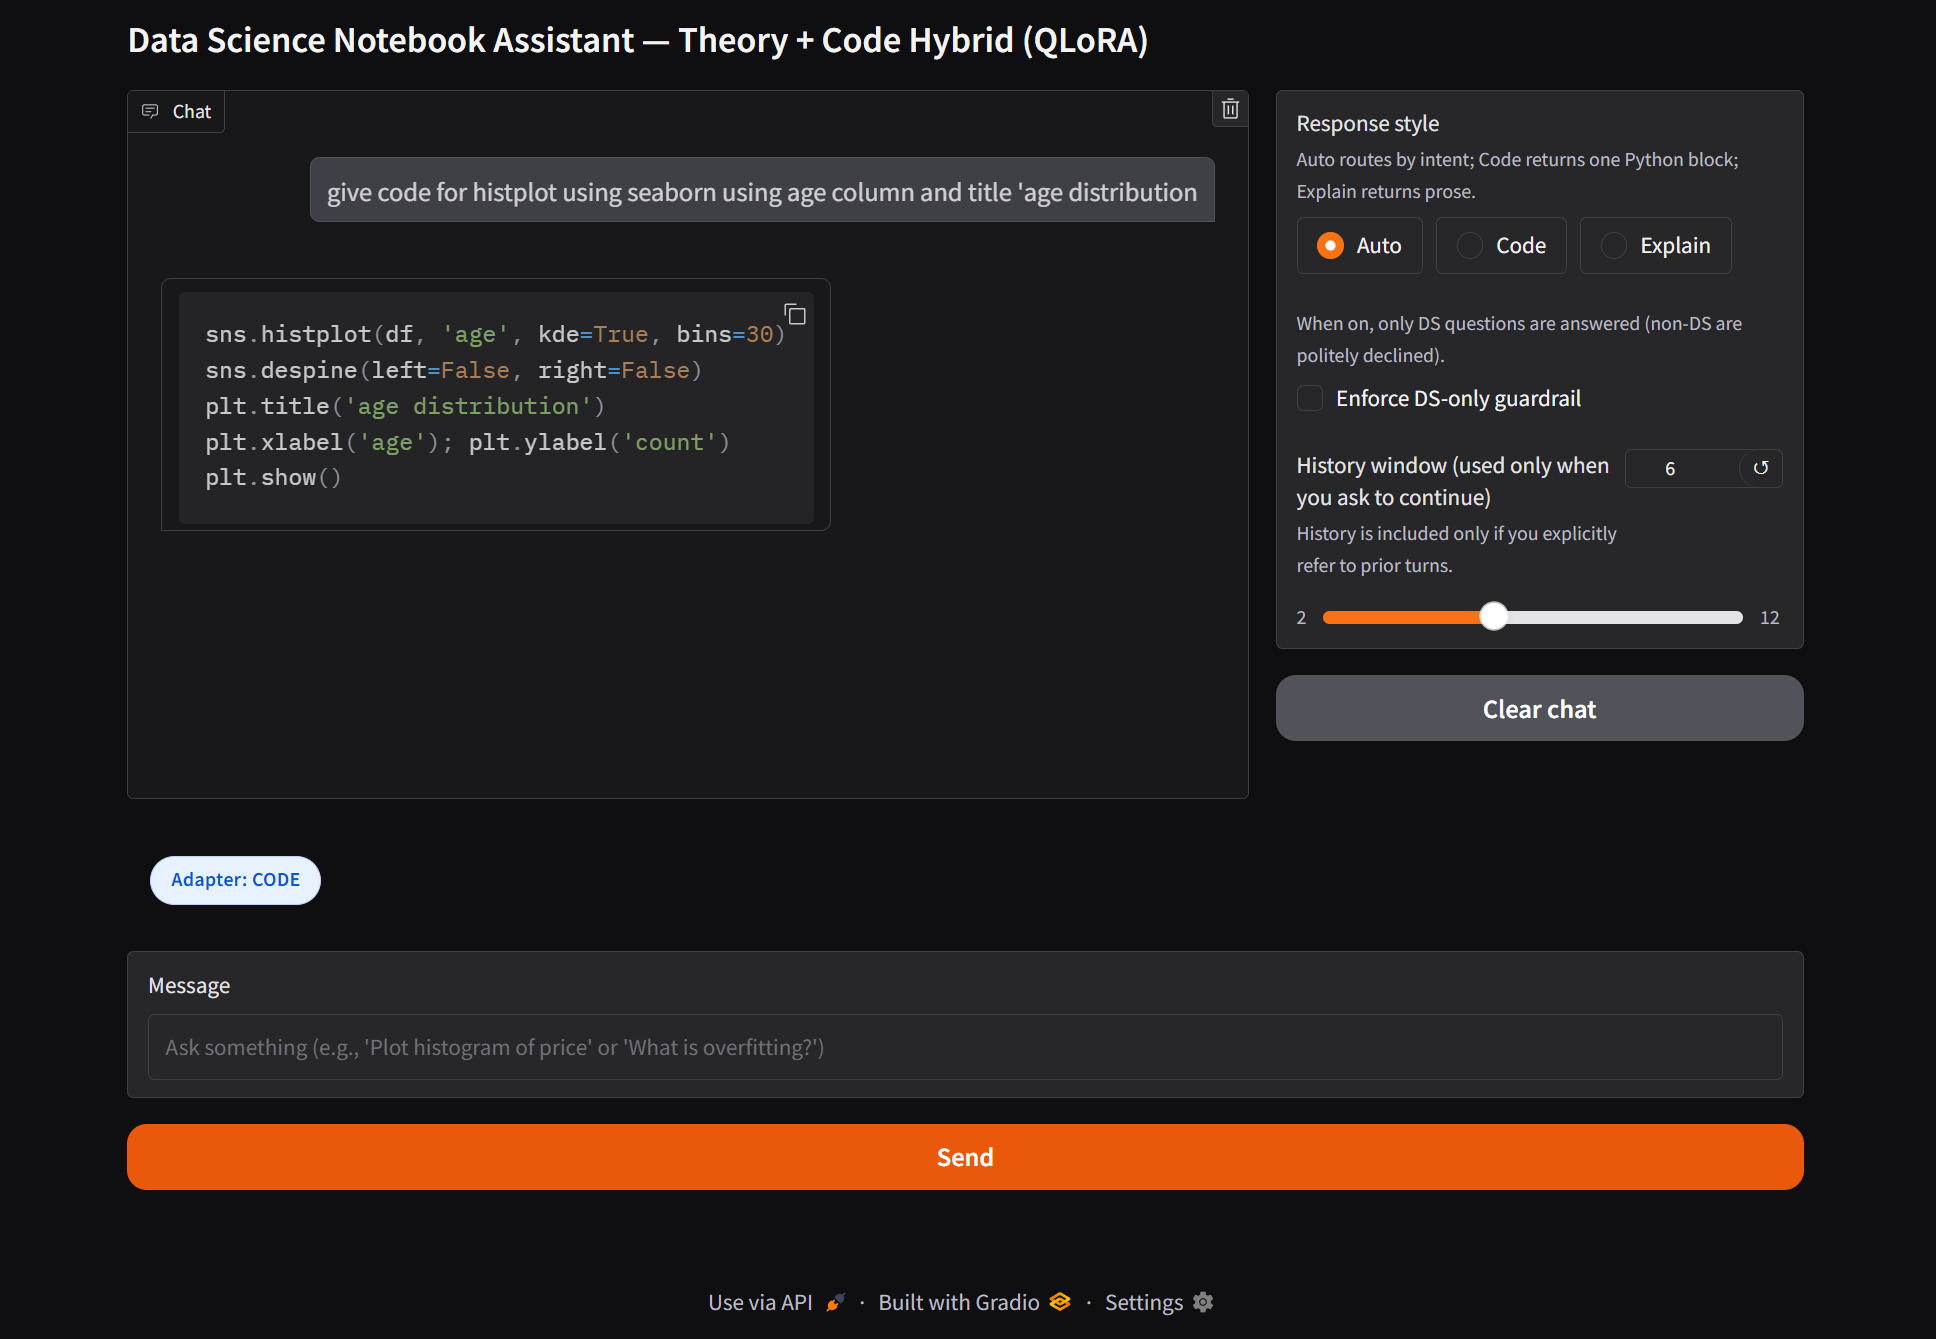 Data Science Notebook Assistant — Theory + Code Hybrid (QLoRA)
Chat
give code for histplot using seaborn using age column and title 'age distribution
sns.histplot(df, 'age', kde=True, bins=30)
sns.despine(left=False, right=False)
plt.title('age distribution')
plt.xlabel('age'); plt.ylabel('count')
plt.show()
Response style
Auto routes by intent; Code returns one Python block;
Explain returns prose.
Auto
Code
Explain
When on, only DS questions are answered (non-DS are
politely declined).
Enforce DS-only guardrail
History window (used only when
you ask to continue)
6
History is included only if you explicitly
refer to prior turns.
2
12
Clear chat
Adapter: CODE
Message
Ask something (e.g., 'Plot histogram of price' or 'What is overfitting?')
Send
Use via API · Built with Gradio · Settings